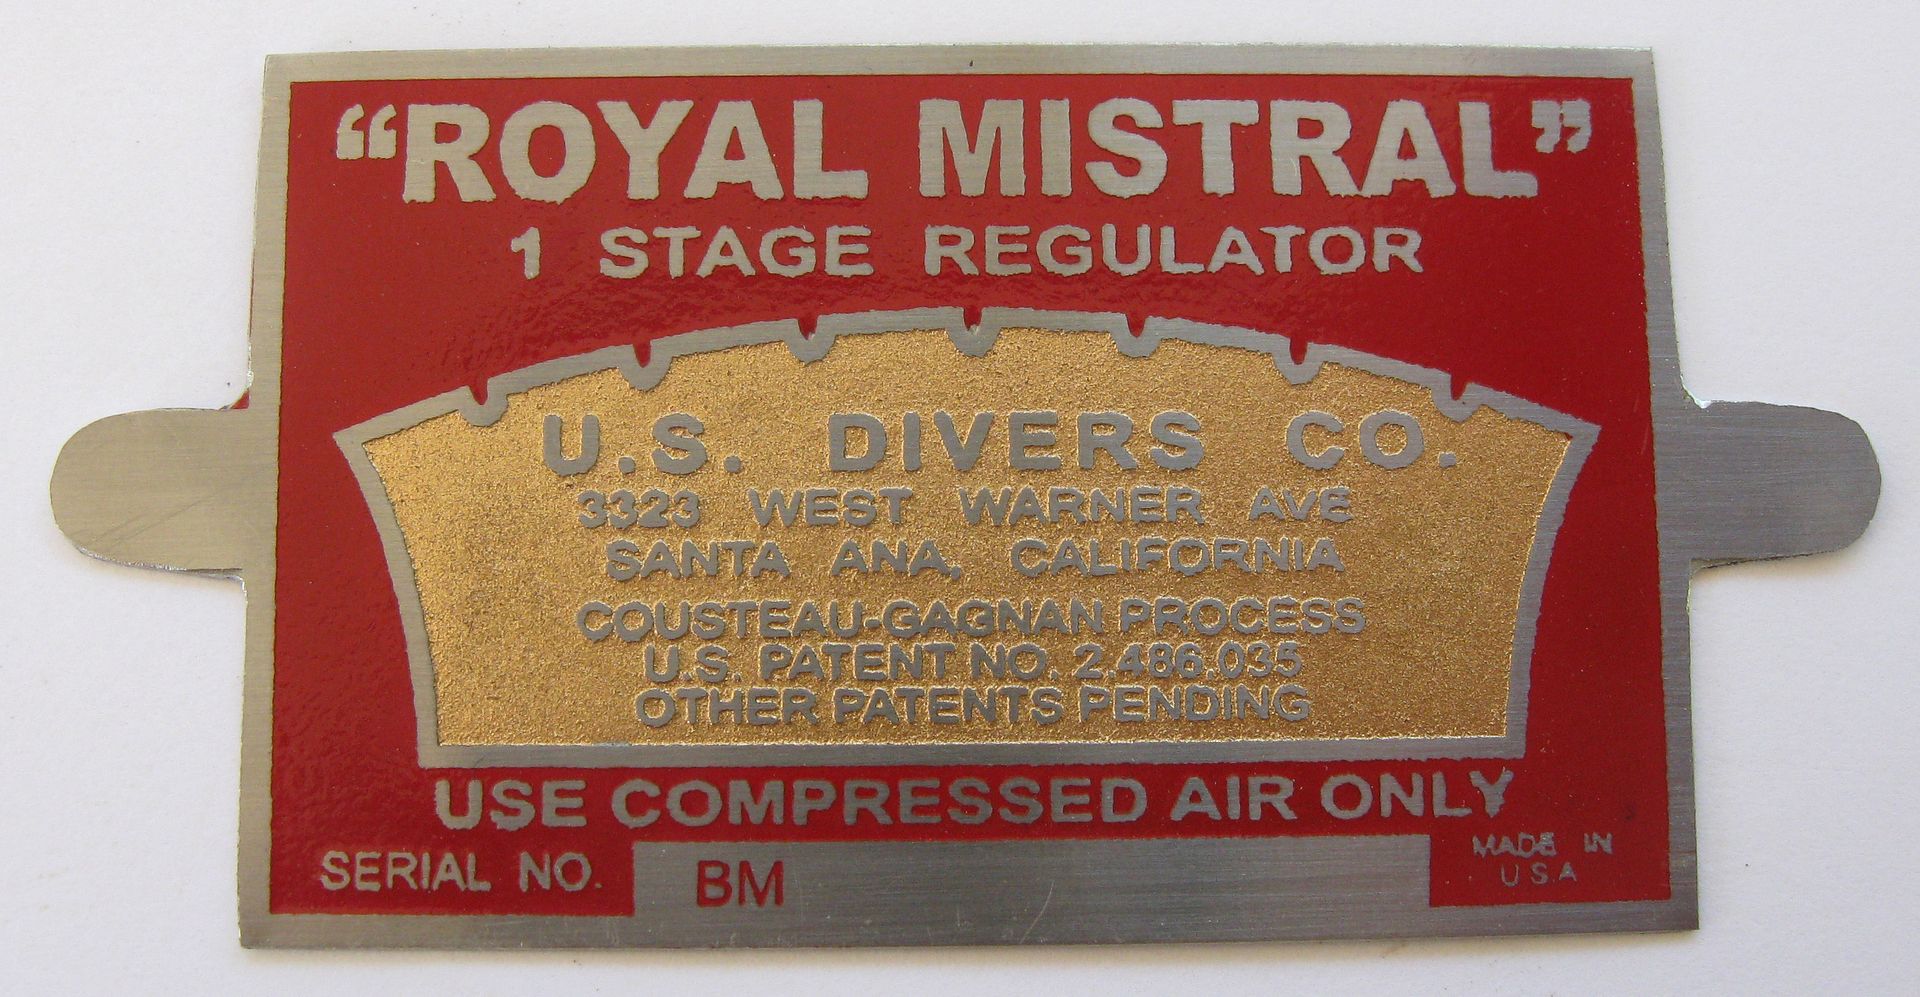 “ROYAL MISTRAL”
1 STAGE REGULATOR
U.S. DIVERS CO.
3323 WEST WARNER AVE
SANTA ANA, CALIFORNIA
COUSTEAU-GAGNAN PROCESS
U.S. PATENT NO. 2.486.035
OTHER PATENTS PENDING
USE COMPRESSED AIR ONLY
SERIAL NO. BM
MADE IN
U S.A